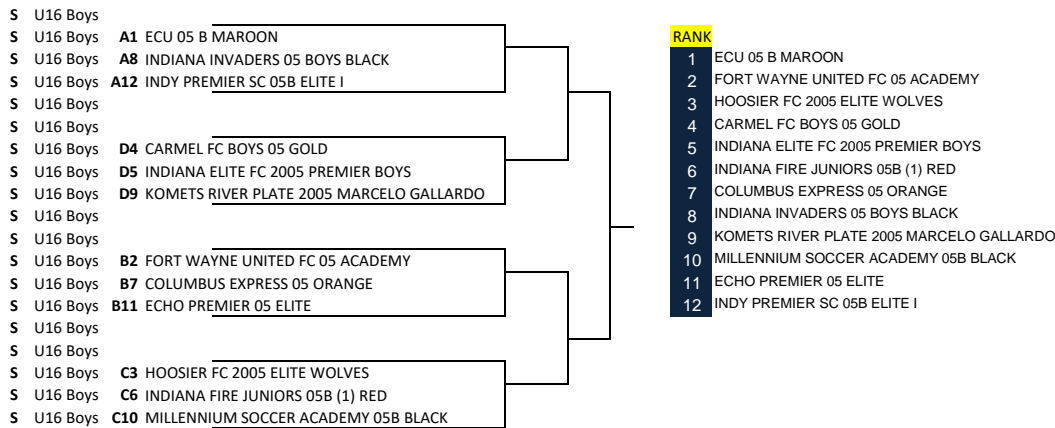 S U16 Boys
S U16 Boys A1 ECU 05 B MAROON
S U16 Boys A8 INDIANA INVADERS 05 BOYS BLACK
S U16 Boys A12 INDY PREMIER SC 05B ELITE I
S U16 Boys
S U16 Boys
S U16 Boys D4 CARMEL FC BOYS 05 GOLD
S U16 Boys D5 INDIANA ELITE FC 2005 PREMIER BOYS
S U16 Boys D9 KOMETS RIVER PLATE 2005 MARCELO GALLARDO
S U16 Boys
S U16 Boys
S U16 Boys B2 FORT WAYNE UNITED FC 05 ACADEMY
S U16 Boys B7 COLUMBUS EXPRESS 05 ORANGE
S U16 Boys B11 ECHO PREMIER 05 ELITE
S U16 Boys
S U16 Boys
S U16 Boys C3 HOOSIER FC 2005 ELITE WOLVES
S U16 Boys C6 INDIANA FIRE JUNIORS 05B (1) RED
S U16 Boys C10 MILLENNIUM SOCCER ACADEMY 05B BLACK
RANK
1 ECU 05 B MAROON
2 FORT WAYNE UNITED FC 05 ACADEMY
3 HOOSIER FC 2005 ELITE WOLVES
4 CARMEL FC BOYS 05 GOLD
5 INDIANA ELITE FC 2005 PREMIER BOYS
6 INDIANA FIRE JUNIORS 05B (1) RED
7 COLUMBUS EXPRESS 05 ORANGE
8 INDIANA INVADERS 05 BOYS BLACK
9 KOMETS RIVER PLATE 2005 MARCELO GALLARDO
10 MILLENNIUM SOCCER ACADEMY 05B BLACK
11 ECHO PREMIER 05 ELITE
12 INDY PREMIER SC 05B ELITE I